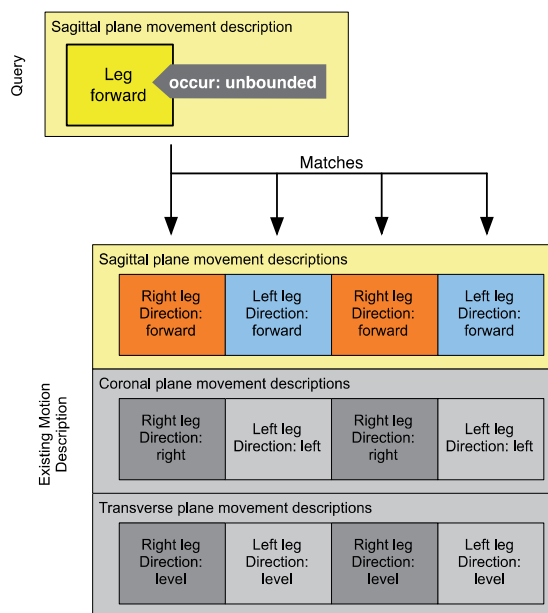 Sagittal plane movement description
Query
Leg
forward
occur: unbounded
Matches
Existing Motion
Description
Sagittal plane movement descriptions
Right leg
Direction:
forward
Left leg
Direction:
forward
Right leg
Direction:
forward
Left leg
Direction:
forward
Coronal plane movement descriptions
Right leg
Direction:
right
Left leg
Direction: left
Right leg
Direction:
right
Left leg
Direction: left
Transverse plane movement descriptions
Right leg
Direction:
level
Left leg
Direction:
level
Right leg
Direction:
level
Left leg
Direction:
level